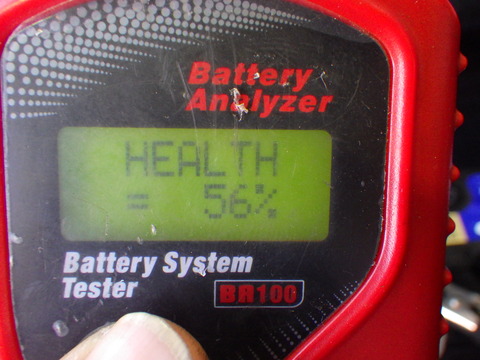 Battery
Analyzer
HEALTH
= 56%
Battery System
Tester
BA100